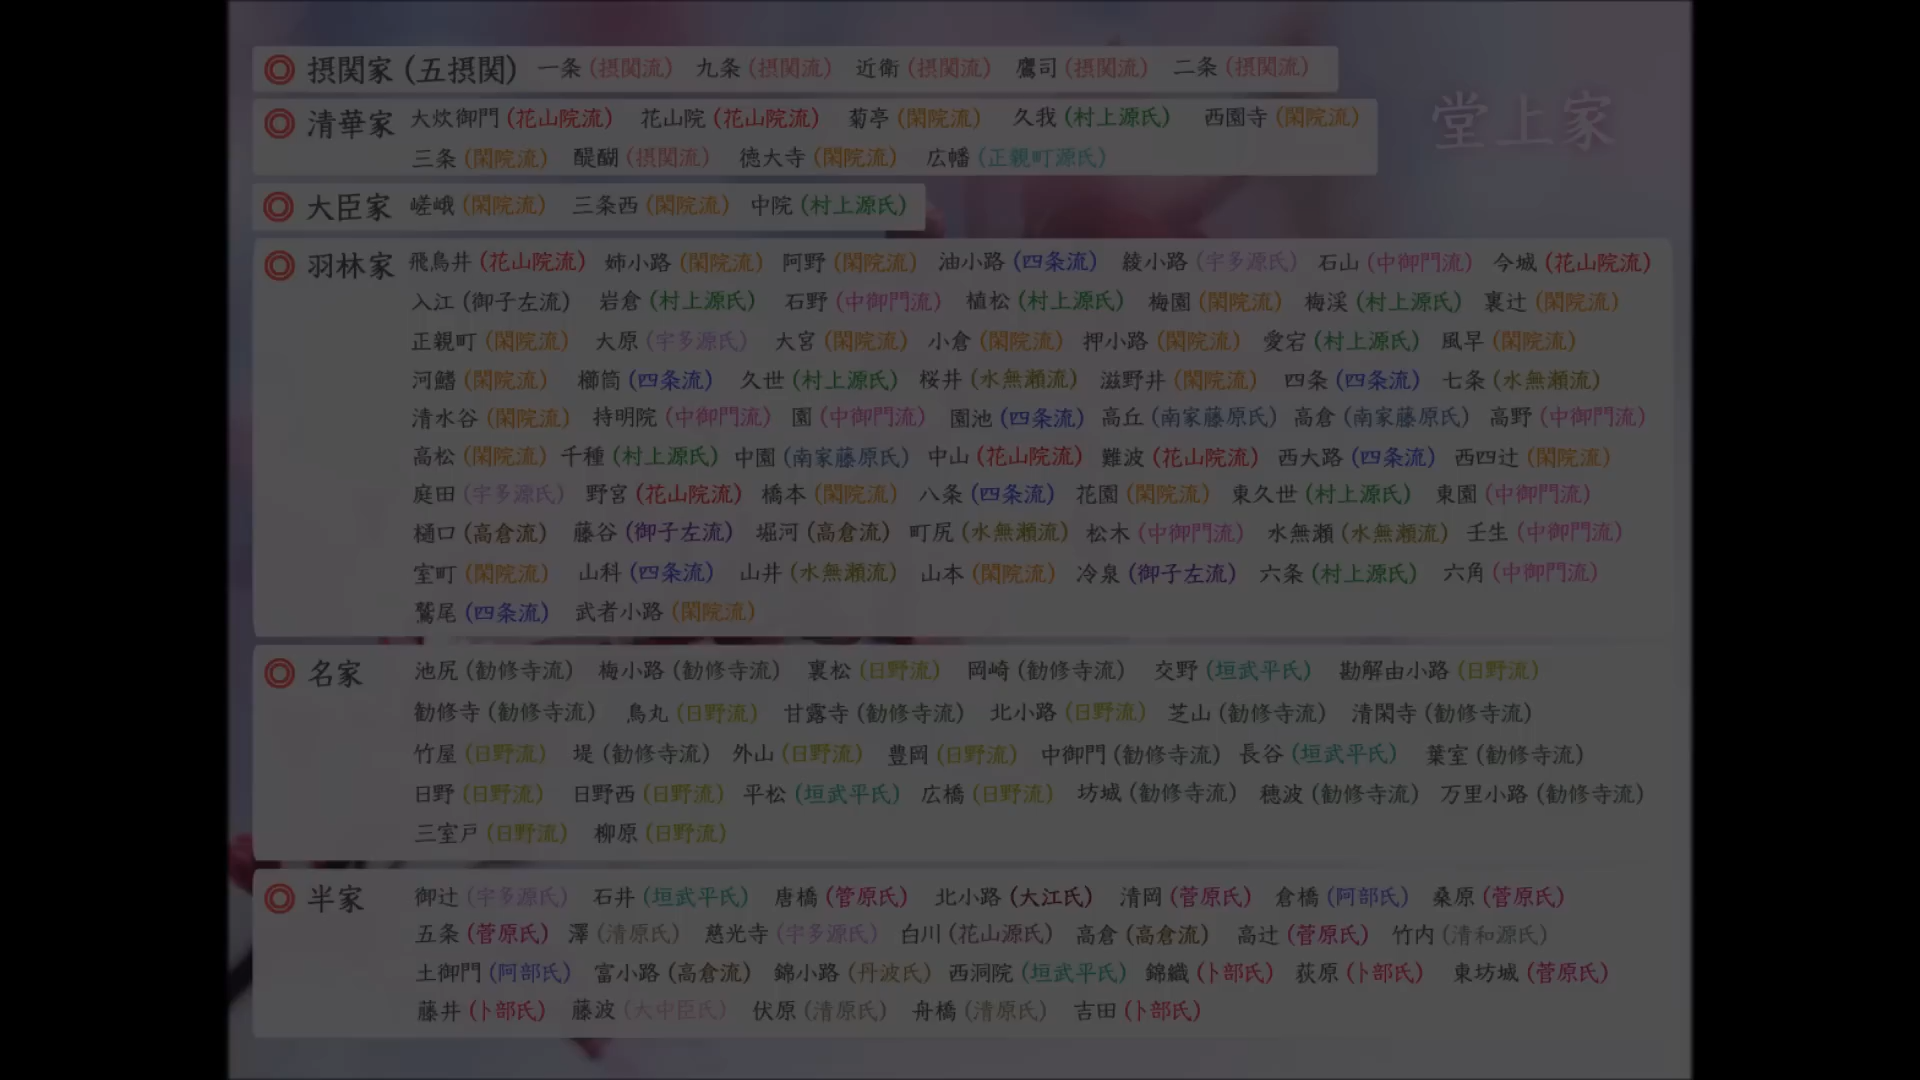 堂上家
◎ 摂関家 (五摂関) 一条 (摂関流) 九条 (摂関流) 近衛 (摂関流) 鷹司 (摂関流) 二条 (摂関流)
◎ 清華家 大炊御門 (花山院流) 花山院 (花山院流) 菊亭 (閑院流) 久我 (村上源氏) 西園寺 (閑院流)
三条 (閑院流) 醍醐 (摂関流) 徳大寺 (閑院流) 広幡 (正親町源氏)
◎ 大臣家 嵯峨 (閑院流) 三条西 (閑院流) 中院 (村上源氏)
◎ 羽林家 飛鳥井 (花山院流) 姉小路 (閑院流) 阿野 (閑院流) 油小路 (四条流) 綾小路 (宇多源氏) 石山 (中御門流) 今城 (花山院流)
入江 (御子左流) 岩倉 (村上源氏) 石野 (中御門流) 植松 (村上源氏) 梅園 (閑院流) 梅渓 (村上源氏) 裏辻 (閑院流)
正親町 (閑院流) 大原 (宇多源氏) 大宮 (閑院流) 小倉 (閑院流) 押小路 (閑院流) 愛宕 (村上源氏) 風早 (閑院流)
河鰭 (閑院流) 櫛筒 (四条流) 久世 (村上源氏) 桜井 (水無瀬流) 滋野井 (閑院流) 四条 (四条流) 七条 (水無瀬流)
清水谷 (閑院流) 持明院 (中御門流) 園 (中御門流) 園池 (四条流) 高丘 (南家藤原氏) 高倉 (南家藤原氏) 高野 (中御門流)
高松 (閑院流) 千種 (村上源氏) 中園 (南家藤原氏) 中山 (花山院流) 難波 (花山院流) 西大路 (四条流) 西四辻 (閑院流)
庭田 (宇多源氏) 野宮 (花山院流) 橋本 (閑院流) 八条 (四条流) 花園 (閑院流) 東久世 (村上源氏) 東園 (中御門流)
樋口 (高倉流) 藤谷 (御子左流) 堀河 (高倉流) 町尻 (水無瀬流) 松木 (中御門流) 水無瀬 (水無瀬流) 壬生 (中御門流)
室町 (閑院流) 山科 (四条流) 山井 (水無瀬流) 山本 (閑院流) 冷泉 (御子左流) 六条 (村上源氏) 六角 (中御門流)
鷲尾 (四条流) 武者小路 (閑院流)
◎ 名家 池尻 (勧修寺流) 梅小路 (勧修寺流) 裏松 (日野流) 岡崎 (勧修寺流) 交野 (垣武平氏) 勘解由小路 (日野流)
勧修寺 (勧修寺流) 烏丸 (日野流) 甘露寺 (勧修寺流) 北小路 (日野流) 芝山 (勧修寺流) 清閑寺 (勧修寺流)
竹屋 (日野流) 堤 (勧修寺流) 外山 (日野流) 豊岡 (日野流) 中御門 (勧修寺流) 長谷 (垣武平氏) 葉室 (勧修寺流)
日野 (日野流) 日野西 (日野流) 平松 (垣武平氏) 広橋 (日野流) 坊城 (勧修寺流) 穂波 (勧修寺流) 万里小路 (勧修寺流)
三室戸 (日野流) 柳原 (日野流)
◎ 半家 御辻 (宇多源氏) 石井 (垣武平氏) 唐橋 (菅原氏) 北小路 (大江氏) 清岡 (菅原氏) 倉橋 (阿部氏) 桑原 (菅原氏)
五条 (菅原氏) 澤 (清原氏) 慈光寺 (宇多源氏) 白川 (花山源氏) 高倉 (高倉流) 高辻 (菅原氏) 竹内 (清和源氏)
土御門 (阿部氏) 富小路 (高倉流) 錦小路 (丹波氏) 西洞院 (垣武平氏) 錦織 (卜部氏) 萩原 (卜部氏) 東坊城 (菅原氏)
藤井 (卜部氏) 藤波 (大中臣氏) 伏原 (清原氏) 舟橋 (清原氏) 吉田 (卜部氏)